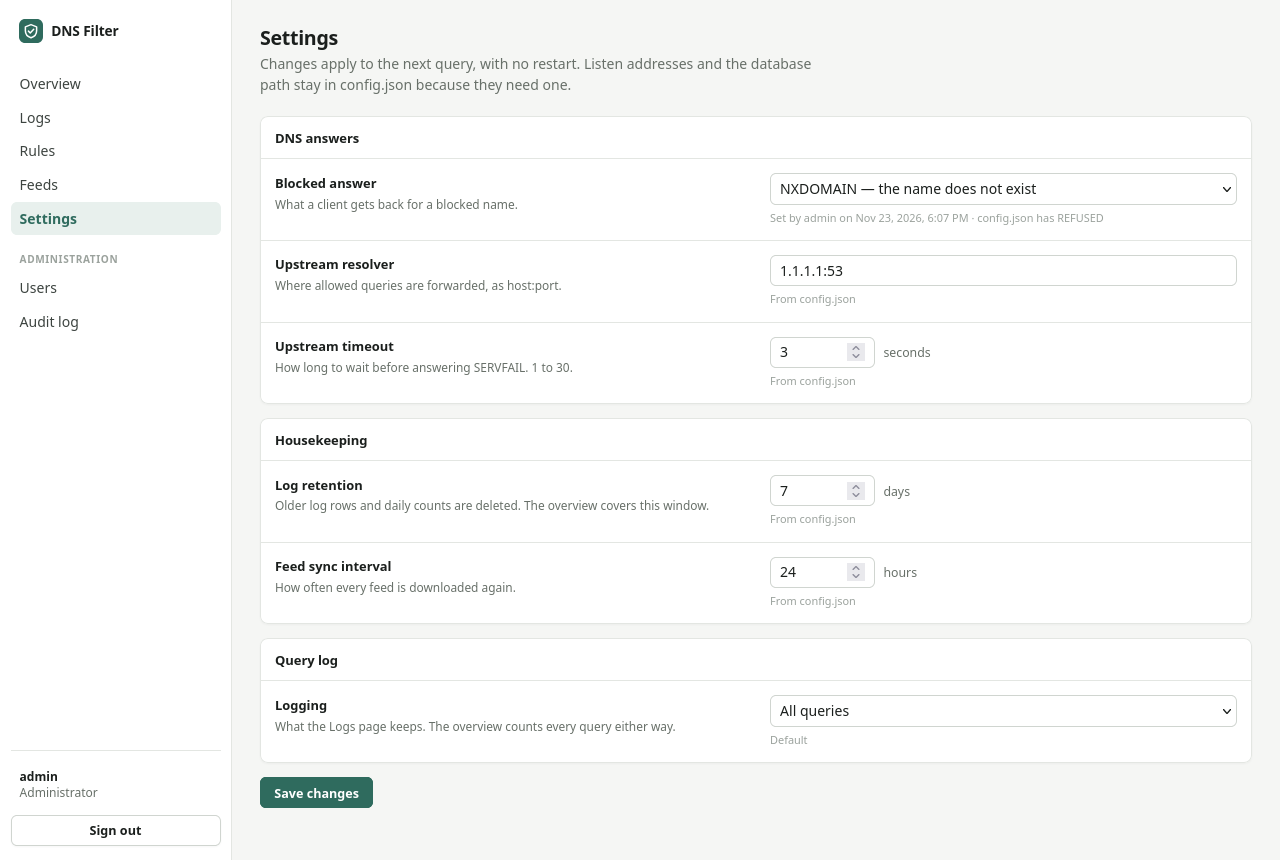 DNS Filter
Overview
Logs
Rules
Feeds
Settings
ADMINISTRATION
Users
Audit log
admin
Administrator
Sign out
Settings
Changes apply to the next query, with no restart. Listen addresses and the database
path stay in config.json because they need one.
DNS answers
Blocked answer
What a client gets back for a blocked name.
NXDOMAIN — the name does not exist
Set by admin on Nov 23, 2026, 6:07 PM · config.json has REFUSED
Upstream resolver
Where allowed queries are forwarded, as host:port.
1.1.1.1:53
From config.json
Upstream timeout
How long to wait before answering SERVFAIL. 1 to 30.
3 seconds
From config.json
Housekeeping
Log retention
Older log rows and daily counts are deleted. The overview covers this window.
7 days
From config.json
Feed sync interval
How often every feed is downloaded again.
24 hours
From config.json
Query log
Logging
What the Logs page keeps. The overview counts every query either way.
All queries
Default
Save changes